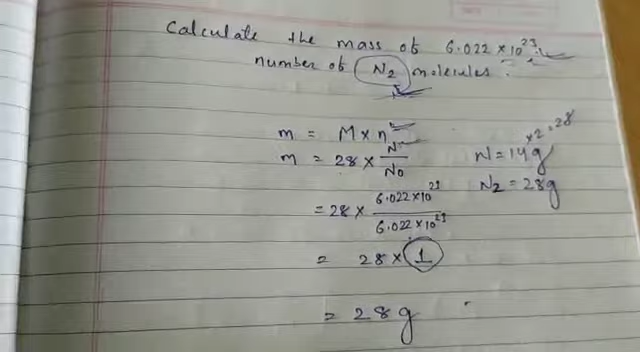 Calculate the mass of 6.022 × 10²³
number of N₂ molecules.
m = M × n
m = 28 × N/N₀
N = 14g ×2=28
N₂ = 28g
= 28 × 6.022×10²³/6.022×10²³
= 28 × 1
= 28g